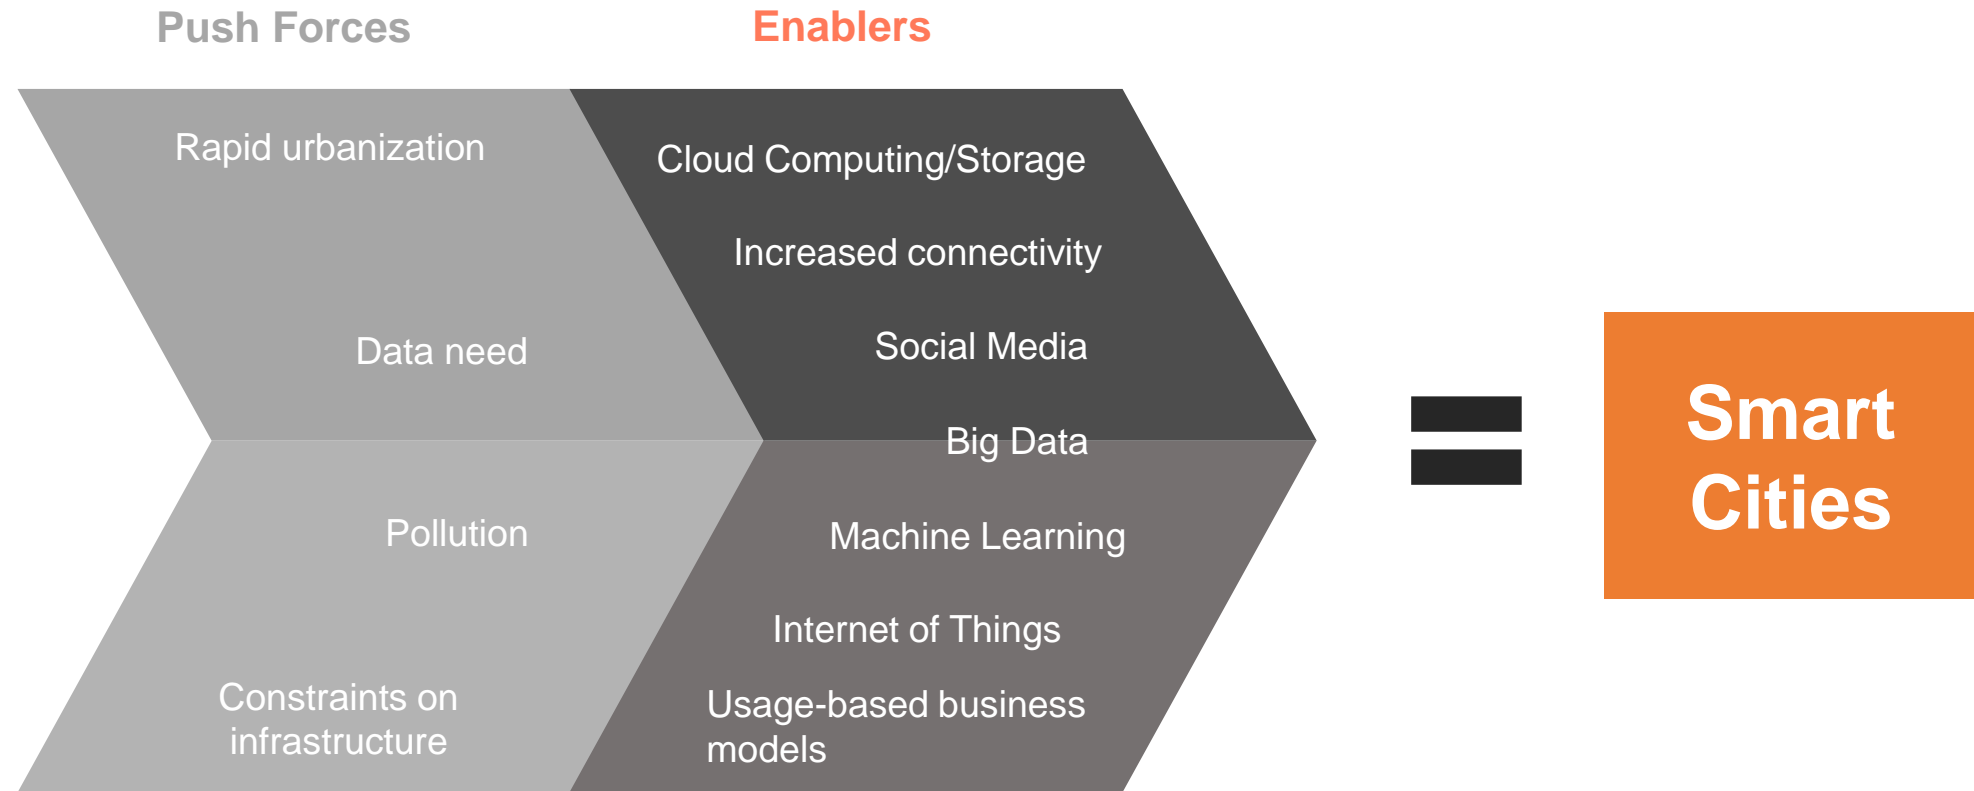 Push Forces
Enablers
Rapid urbanization
Data need
Pollution
Constraints on
infrastructure
Cloud Computing/Storage
Increased connectivity
Social Media
Big Data
Machine Learning
Internet of Things
Usage-based business
models
Smart
Cities